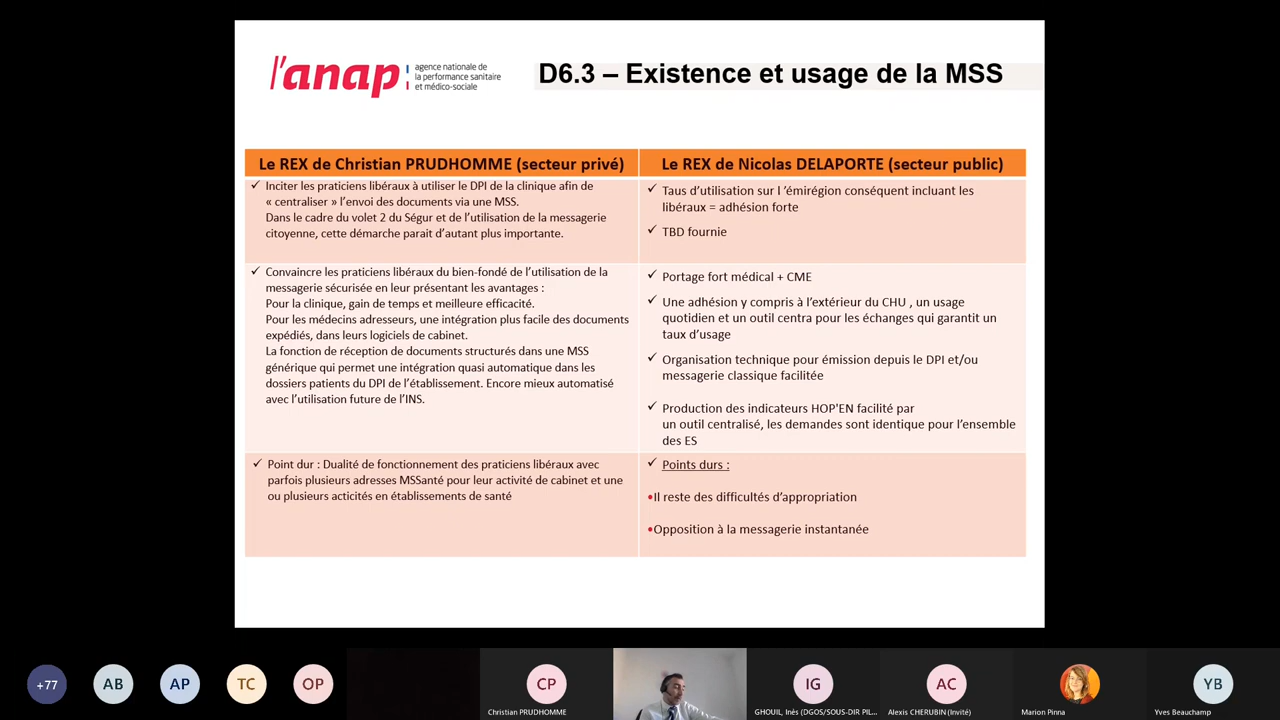 l'anap
agence nationale de
la performance sanitaire
et médico-sociale
D6.3 – Existence et usage de la MSS
Le REX de Christian PRUDHOMME (secteur privé)
✓ Inciter les praticiens libéraux à utiliser le DPI de la clinique afin de
« centraliser » l’envoi des documents via une MSS.
Dans le cadre du volet 2 du Ségur et de l’utilisation de la messagerie
citoyenne, cette démarche parait d’autant plus importante.
✓ Convaincre les praticiens libéraux du bien-fondé de l’utilisation de la
messagerie sécurisée en leur présentant les avantages :
Pour la clinique, gain de temps et meilleure efficacité.
Pour les médecins adresseurs, une intégration plus facile des documents
expédiés, dans leurs logiciels de cabinet.
La fonction de réception de documents structurés dans une MSS
générique qui permet une intégration quasi automatique dans les
dossiers patients du DPI de l’établissement. Encore mieux automatisé
avec l’utilisation future de l’INS.
✓ Point dur : Dualité de fonctionnement des praticiens libéraux avec
parfois plusieurs adresses MSSanté pour leur activité de cabinet et une
ou plusieurs acticités en établissements de santé
Le REX de Nicolas DELAPORTE (secteur public)
✓ Taus d’utilisation sur l ’émirégion conséquent incluant les
libéraux = adhésion forte
✓ TBD fournie
✓ Portage fort médical + CME
✓ Une adhésion y compris à l’extérieur du CHU , un usage
quotidien et un outil centra pour les échanges qui garantit un
taux d’usage
✓ Organisation technique pour émission depuis le DPI et/ou
messagerie classique facilitée
✓ Production des indicateurs HOP'EN facilité par
un outil centralisé, les demandes sont identique pour l’ensemble
des ES
✓ Points durs :
•Il reste des difficultés d’appropriation
•Opposition à la messagerie instantanée
+77
AB
AP
TC
OP
CP
Christian PRUDHOMME
IG
GHOUIL, Inès (DGOS/SOUS-DIR PIL...
AC
Alexis CHERUBIN (Invité)
Marion Pinna
YB
Yves Beauchamp